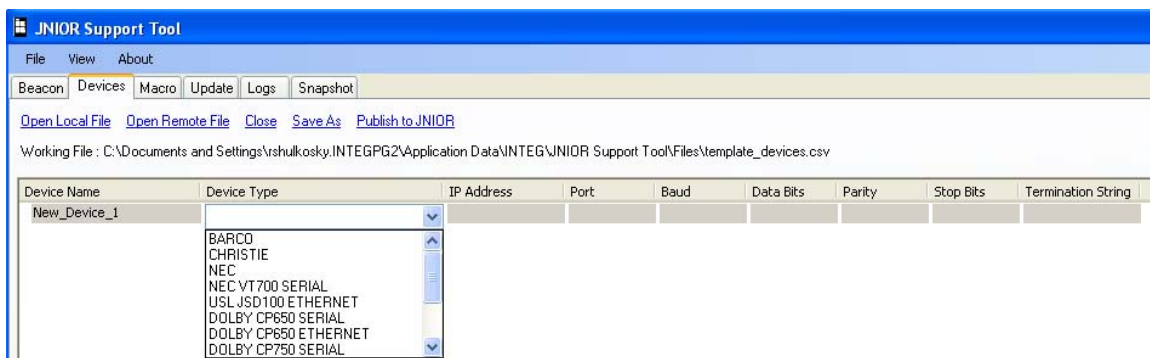 JNIOR Support Tool
File View About
Beacon Devices Macro Update Logs Snapshot
Open Local File Open Remote File Close Save As Publish to JNIOR
Working File : C:\Documents and Settings\rshulkosky.INTEGPG2\Application Data\INTEG\JNIOR Support Tool\Files\template_devices.csv
Device Name Device Type IP Address Port Baud Data Bits Parity Stop Bits Termination String
New_Device_1
BARCO
CHRISTIE
NEC
NEC VT700 SERIAL
USL JSD100 ETHERNET
DOLBY CP650 SERIAL
DOLBY CP650 ETHERNET
DOLBY CP750 SERIAL